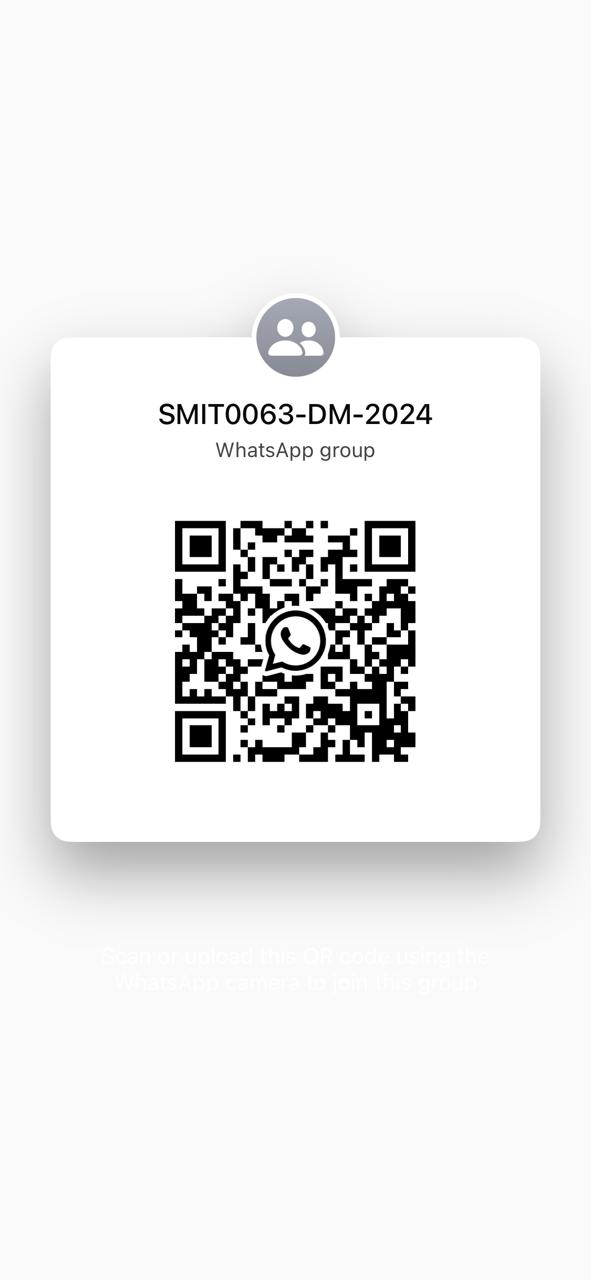 SMIT0063-DM-2024
WhatsApp group
Scan or upload this QR code using the
WhatsApp camera to join this group